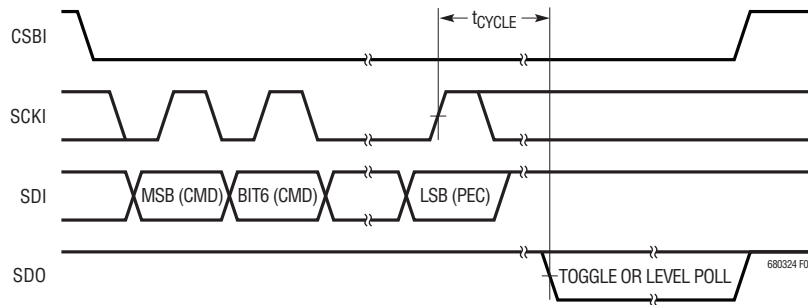 tCYCLE
CSBI
SCKI
SDI
MSB (CMD) BIT6 (CMD) LSB (PEC)
SDO
TOGGLE OR LEVEL POLL
680324 F0